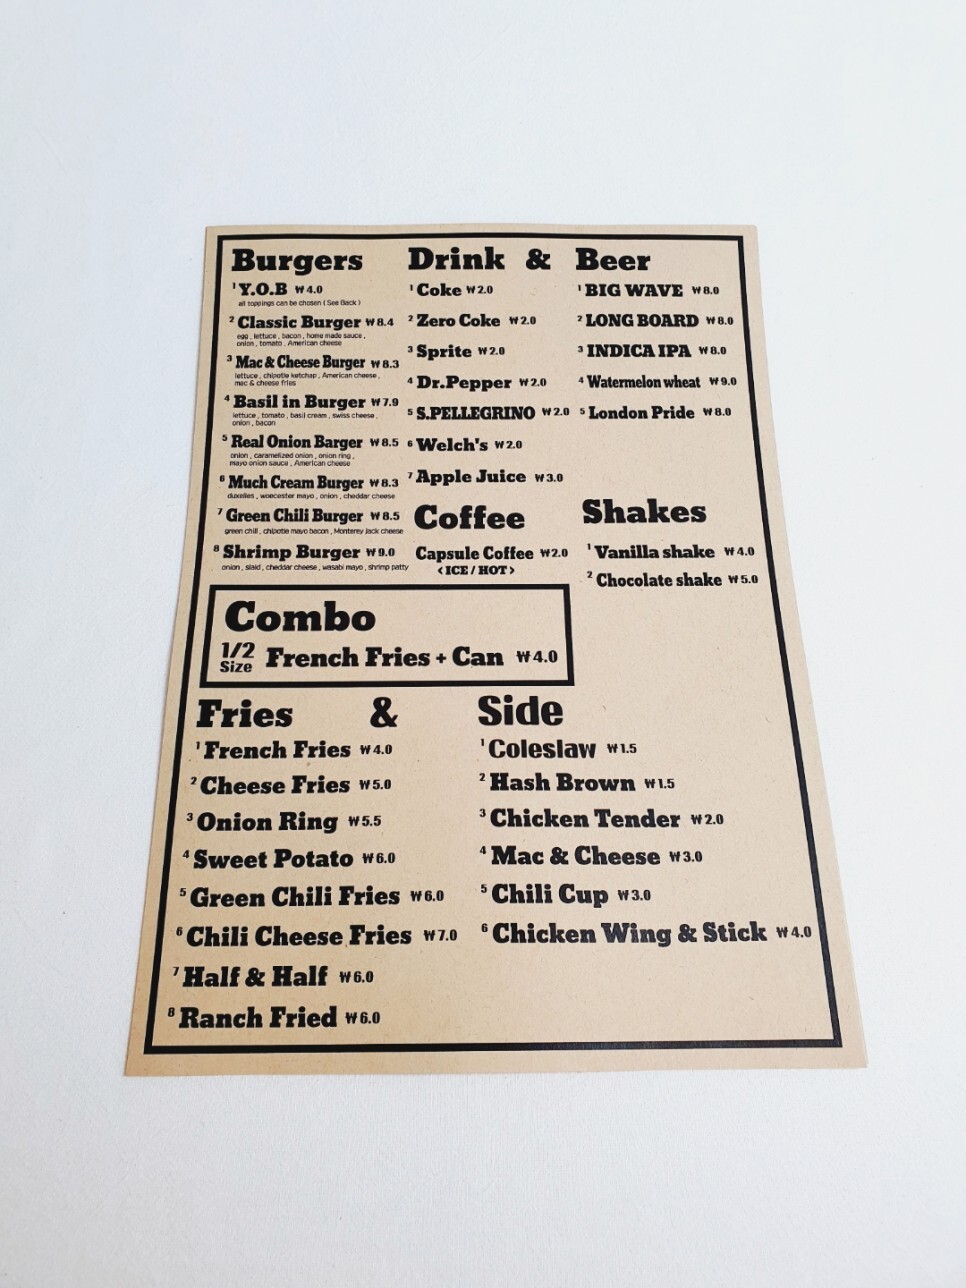 Burgers
1 Y.O.B ₩4.0
all toppings can be chosen ( See Back )
2 Classic Burger ₩8.4
egg , lettuce , bacon , home made sauce ,
onion , tomato , American cheese
3 Mac & Cheese Burger ₩8.3
lettuce , chipotle ketchap , American cheese ,
mac & cheese fries
4 Basil in Burger ₩7.9
lettuce , tomato , basil cream , swiss cheese ,
onion , bacon
5 Real Onion Barger ₩8.5
onion , caramelized onion , onion ring ,
mayo onion sauce , American cheese
6 Much Cream Burger ₩8.3
duxelles , woecester mayo , onion , cheddar cheese
7 Green Chili Burger ₩8.5
green chili , chipotle mayo bacon , Monterey Jack cheese
8 Shrimp Burger ₩9.0
onion , slaid , cheddar cheese , wasabi mayo , shrimp patty
Drink & Beer
1 Coke ₩2.0
2 Zero Coke ₩2.0
3 Sprite ₩2.0
4 Dr.Pepper ₩2.0
5 S.PELLEGRINO ₩2.0
6 Welch's ₩2.0
7 Apple Juice ₩3.0
1 BIG WAVE ₩8.0
2 LONG BOARD ₩8.0
3 INDICA IPA ₩8.0
4 Watermelon wheat ₩9.0
5 London Pride ₩8.0
Coffee
Capsule Coffee ₩2.0
< ICE / HOT >
Shakes
1 Vanilla shake ₩4.0
2 Chocolate shake ₩5.0
Combo
1/2 Size French Fries + Can ₩4.0
Fries & Side
1 French Fries ₩4.0
2 Cheese Fries ₩5.0
3 Onion Ring ₩5.5
4 Sweet Potato ₩6.0
5 Green Chili Fries ₩6.0
6 Chili Cheese Fries ₩7.0
7 Half & Half ₩6.0
8 Ranch Fried ₩6.0
1 Coleslaw ₩1.5
2 Hash Brown ₩1.5
3 Chicken Tender ₩2.0
4 Mac & Cheese ₩3.0
5 Chili Cup ₩3.0
6 Chicken Wing & Stick ₩4.0